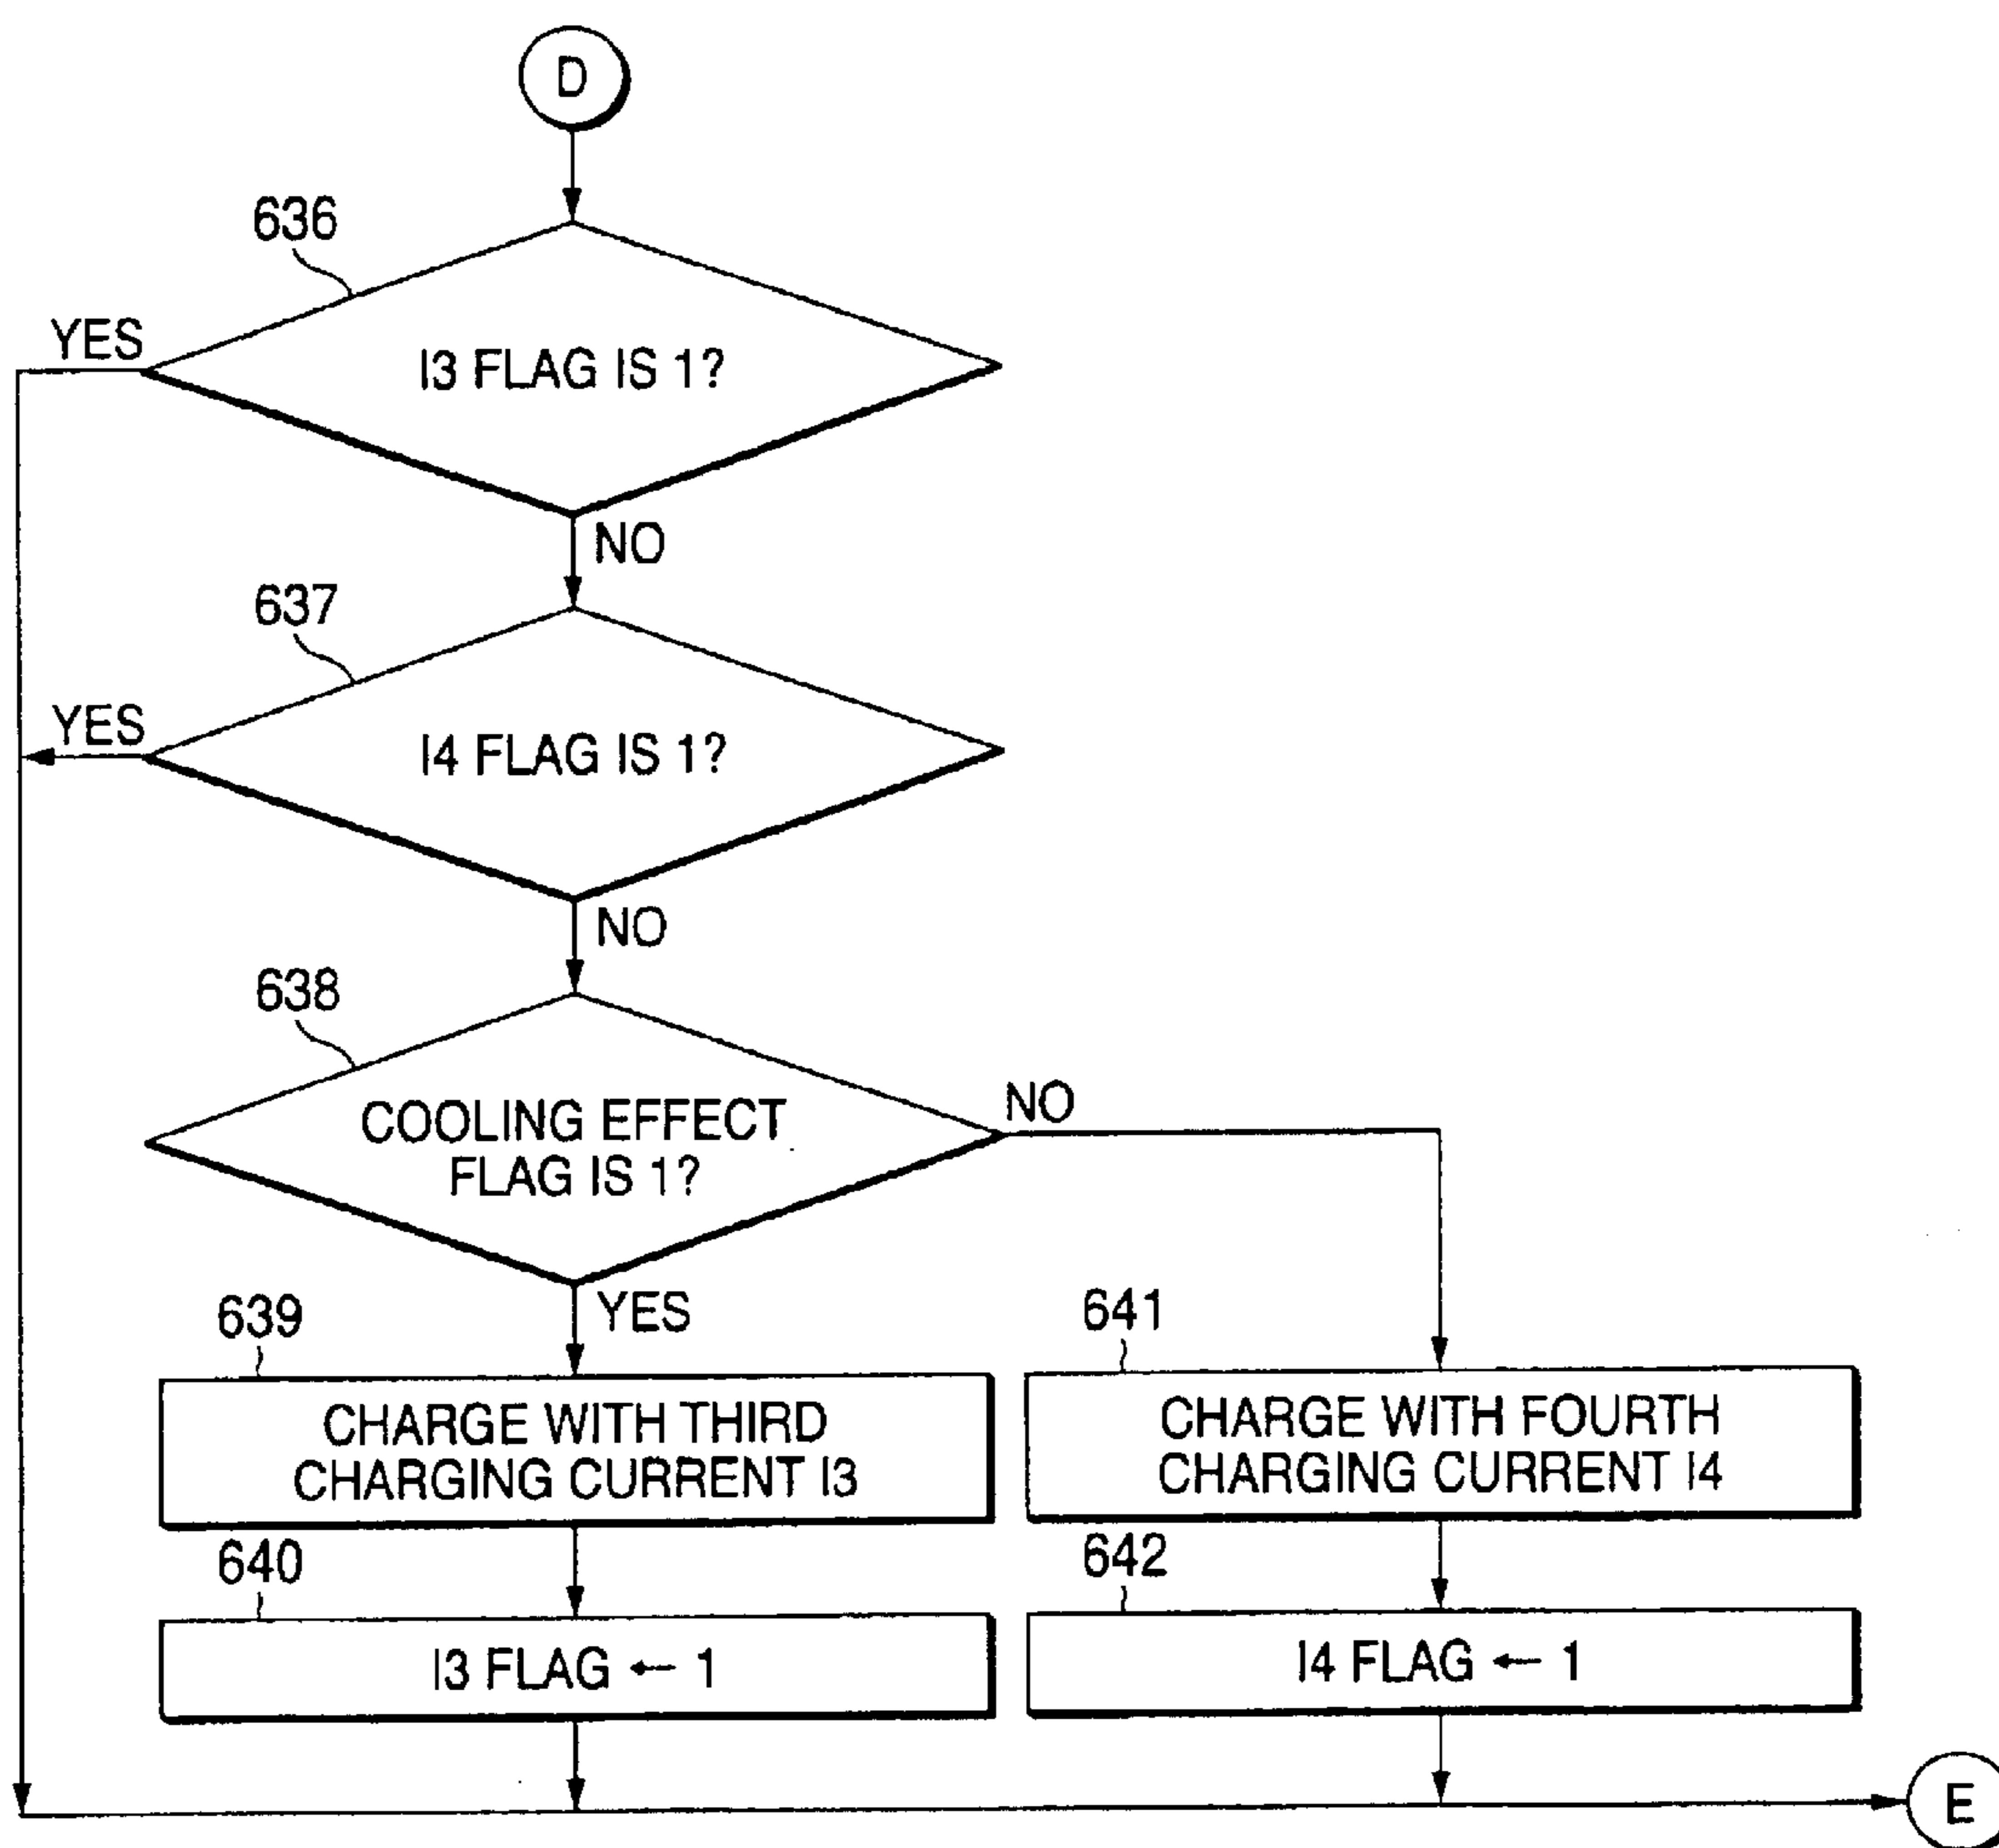 D
636
YES
I3 FLAG IS 1?
NO
637
YES
I4 FLAG IS 1?
NO
638
COOLING EFFECT
FLAG IS 1?
NO
YES
639
CHARGE WITH THIRD
CHARGING CURRENT I3
641
CHARGE WITH FOURTH
CHARGING CURRENT I4
640
I3 FLAG ← 1
642
I4 FLAG ← 1
E